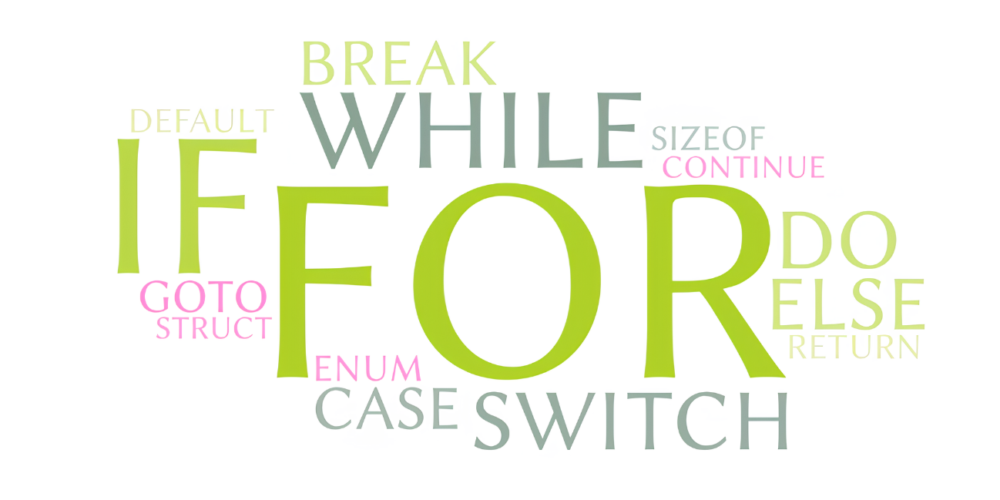 BREAK
WHILE
DEFAULT
SIZEOF
CONTINUE
IF
FOR
DO
ELSE
GOTO
STRUCT
RETURN
ENUM
CASE
SWITCH